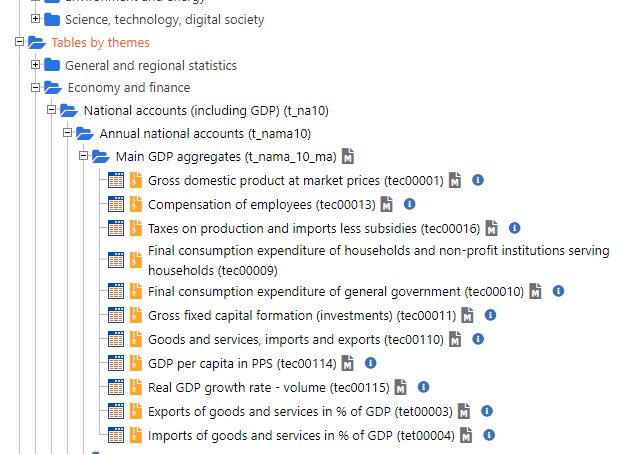 Science, technology, digital society
Tables by themes
General and regional statistics
Economy and finance
National accounts (including GDP) (t_na10)
Annual national accounts (t_nama10)
Main GDP aggregates (t_nama_10_ma) M
Gross domestic product at market prices (tec00001) M i
Compensation of employees (tec00013) M i
Taxes on production and imports less subsidies (tec00016) M i
Final consumption expenditure of households and non-profit institutions serving
households (tec00009)
Final consumption expenditure of general government (tec00010) M i
Gross fixed capital formation (investments) (tec00011) M i
Goods and services, imports and exports (tec00110) M i
GDP per capita in PPS (tec00114) M i
Real GDP growth rate - volume (tec00115) M i
Exports of goods and services in % of GDP (tet00003) M i
Imports of goods and services in % of GDP (tet00004) M i